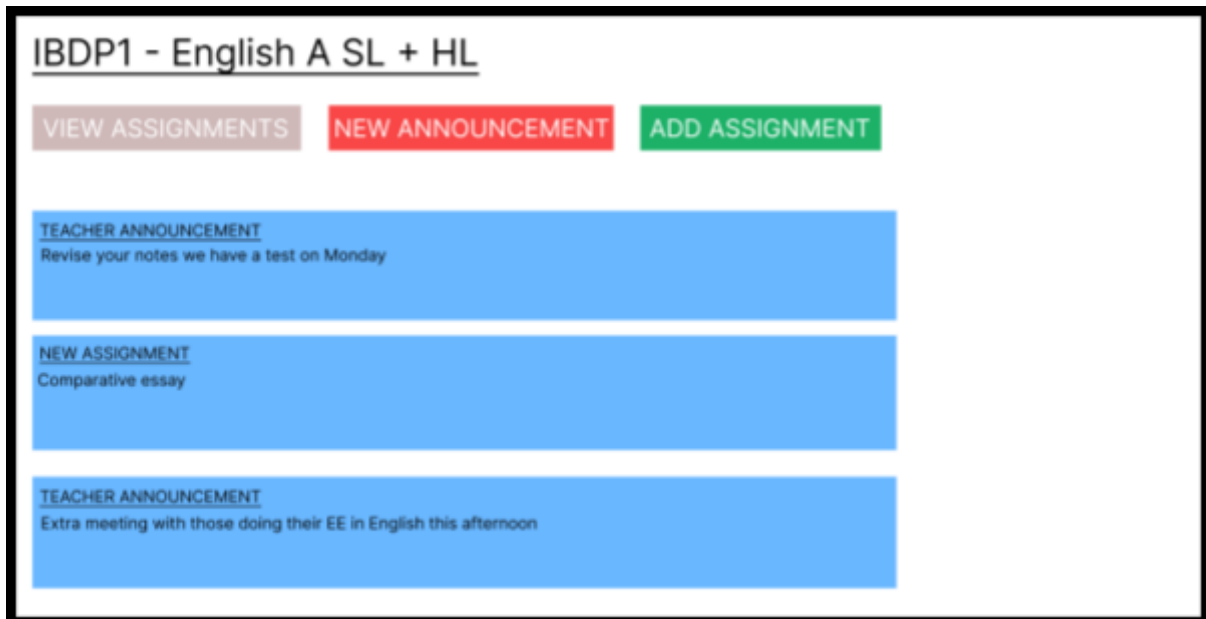 IBDP1 - English A SL + HL
VIEW ASSIGNMENTS NEW ANNOUNCEMENT ADD ASSIGNMENT
TEACHER ANNOUNCEMENT
Revise your notes we have a test on Monday
NEW ASSIGNMENT
Comparative essay
TEACHER ANNOUNCEMENT
Extra meeting with those doing their EE in English this afternoon